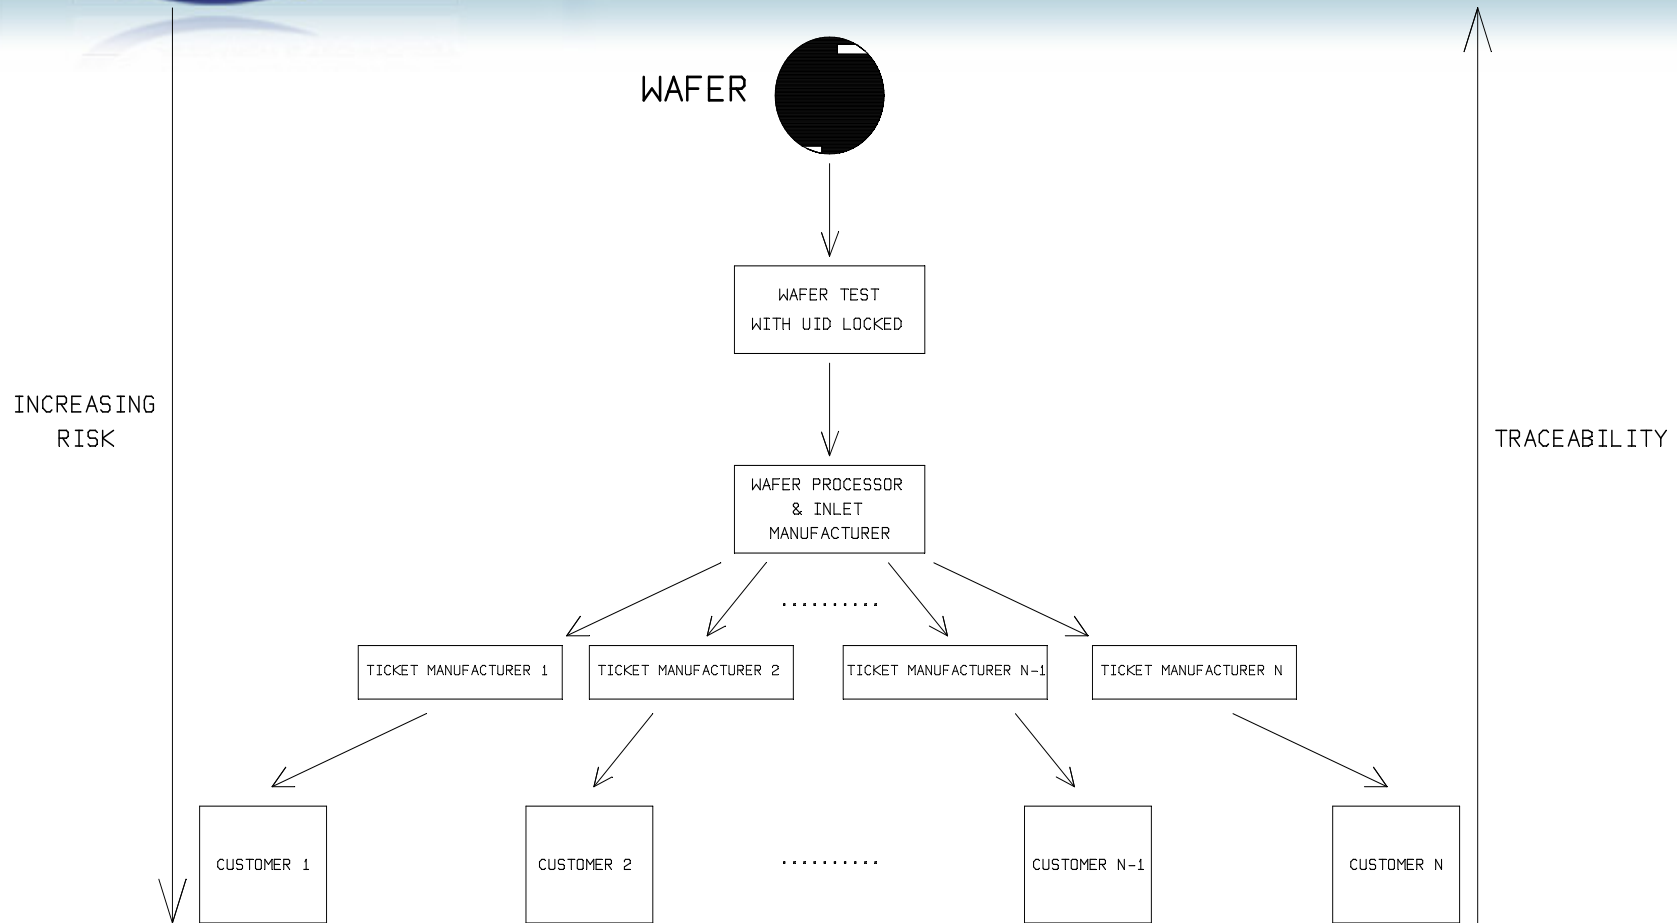 WAFER
WAFER TEST
WITH UID LOCKED
INCREASING
RISK
TRACEABILITY
WAFER PROCESSOR
& INLET
MANUFACTURER
..........
TICKET MANUFACTURER 1
TICKET MANUFACTURER 2
TICKET MANUFACTURER N-1
TICKET MANUFACTURER N
CUSTOMER 1
CUSTOMER 2
..........
CUSTOMER N-1
CUSTOMER N